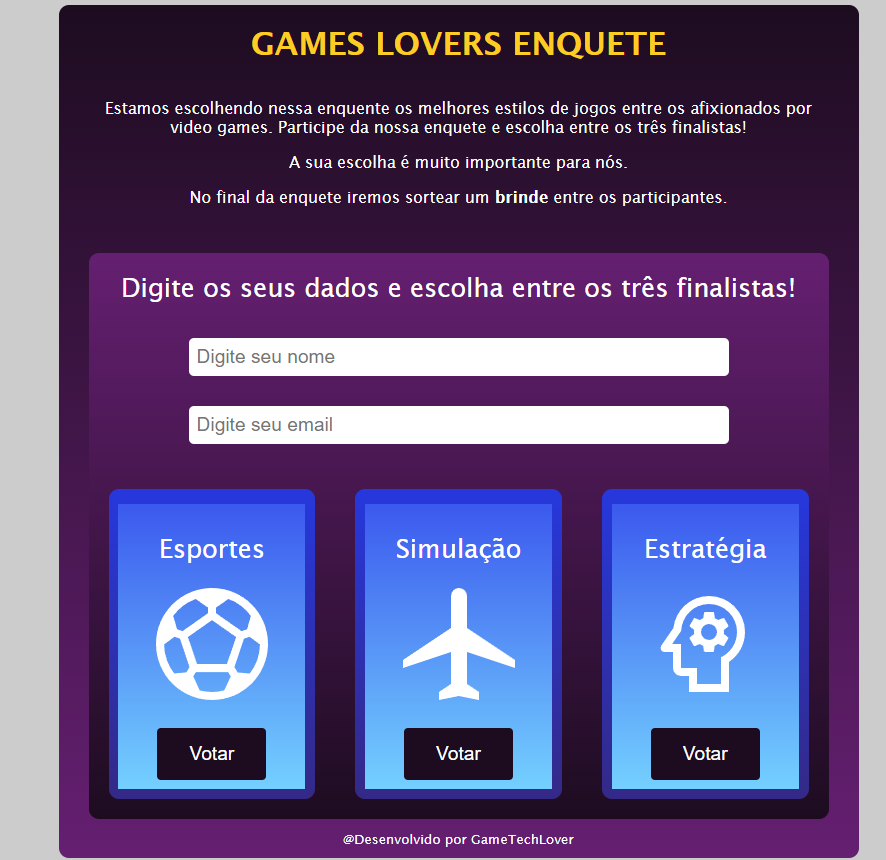 GAMES LOVERS ENQUETE
Estamos escolhendo nessa enquente os melhores estilos de jogos entre os afixionados por
video games. Participe da nossa enquete e escolha entre os três finalistas!
A sua escolha é muito importante para nós.
No final da enquete iremos sortear um brinde entre os participantes.
Digite os seus dados e escolha entre os três finalistas!
Digite seu nome
Digite seu email
Esportes
Simulação
Estratégia
Votar
Votar
Votar
@Desenvolvido por GameTechLover